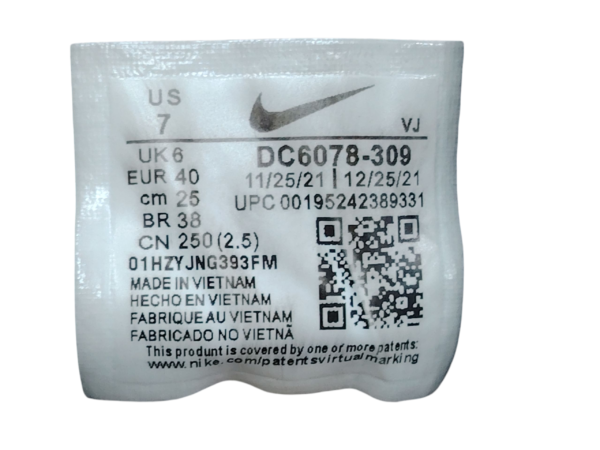 US
7
VJ
UK 6
DC6078-309
EUR 40
11/25/21 | 12/25/21
cm 25
UPC 00195242389331
BR 38
CN 250 (2.5)
01HZYJNG393FM
MADE IN VIETNAM
HECHO EN VIETNAM
FABRIQUE AU VIETNAM
FABRICADO NO VIETNÃ
This produnt is covered by one or more patents:
www.nike.com/patentsvirtualmarking